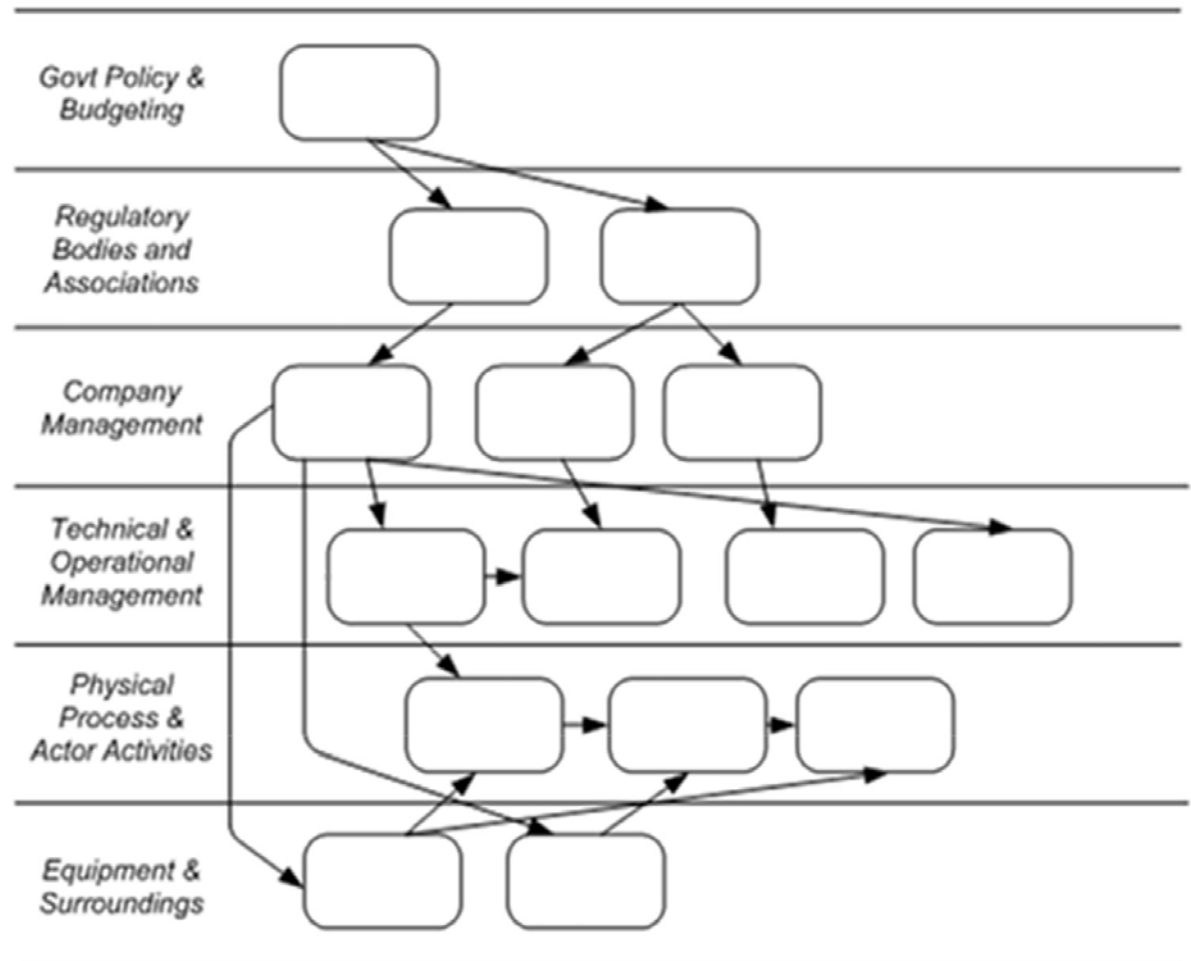 Govt Policy &
Budgeting
Regulatory
Bodies and
Associations
Company
Management
Technical &
Operational
Management
Physical
Process &
Actor Activities
Equipment &
Surroundings